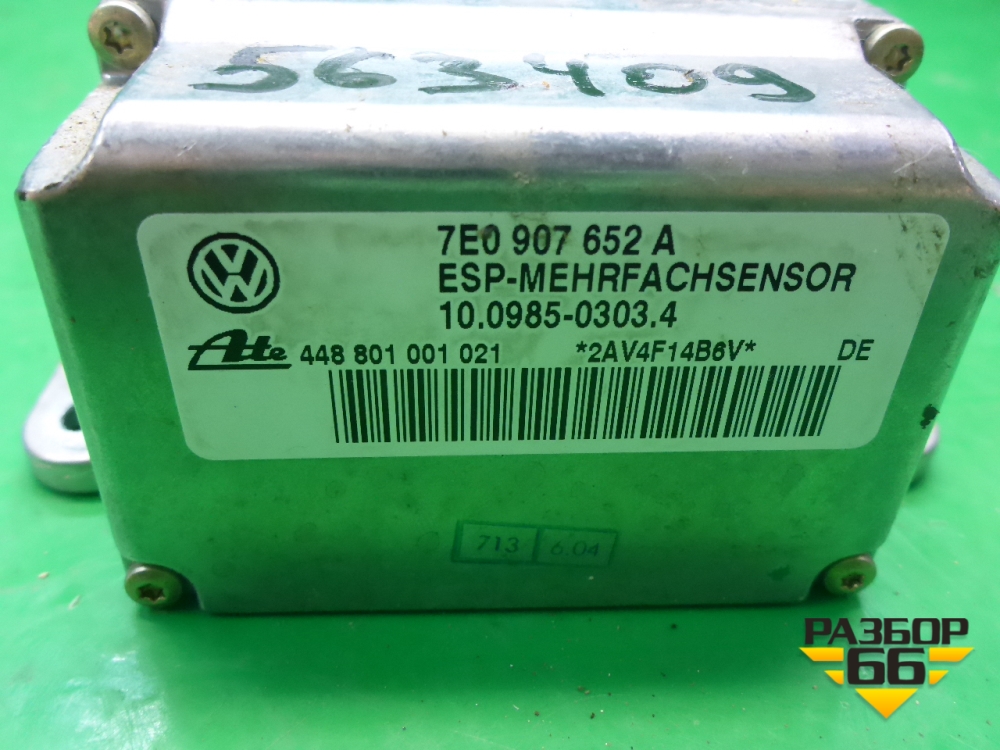 563409
7E0 907 652 A
ESP-MEHRFACHSENSOR
10.0985-0303.4
Ate 448 801 001 021 *2AV4F14B6V* DE
713 6.04
РАЗБОР
66